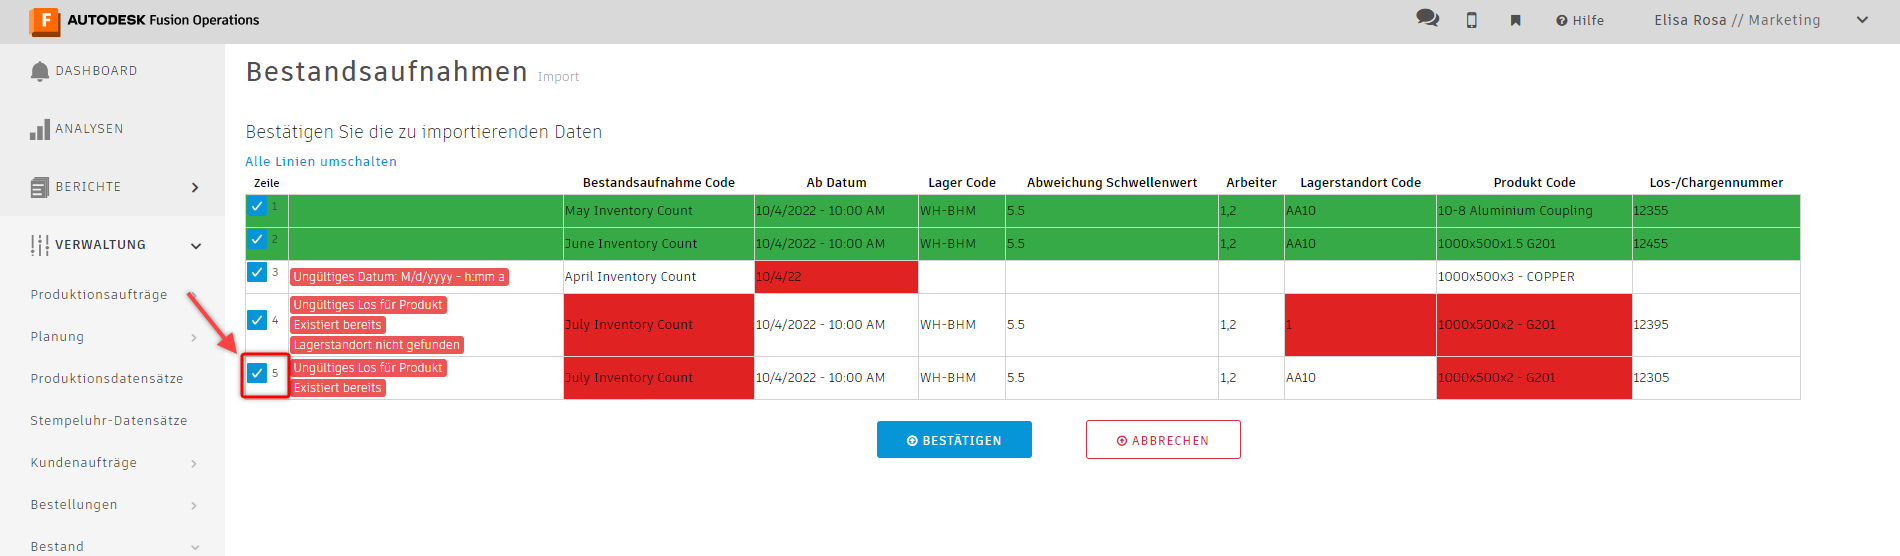 AUTODESK Fusion Operations
Hilfe
Elisa Rosa // Marketing
DASHBOARD
ANALYSEN
BERICHTE
VERWALTUNG
Produktionsaufträge
Planung
Produktionsdatensätze
Stempeluhr-Datensätze
Kundenaufträge
Bestellungen
Bestand
Bestandsaufnahmen Import
Bestätigen Sie die zu importierenden Daten
Alle Linien umschalten
Zeile Bestandsaufnahme Code Ab Datum Lager Code Abweichung Schwellenwert Arbeiter Lagerstandort Code Produkt Code Los-/Chargennummer
1 May Inventory Count 10/4/2022 - 10:00 AM WH-BHM 5.5 1,2 AA10 10-8 Aluminium Coupling 12355
2 June Inventory Count 10/4/2022 - 10:00 AM WH-BHM 5.5 1,2 AA10 1000x500x1.5 G201 12455
3 Ungültiges Datum: M/d/yyyy - h:mm a April Inventory Count 10/4/22 1000x500x3 - COPPER
Ungültiges Los für Produkt
4 Existiert bereits July Inventory Count 10/4/2022 - 10:00 AM WH-BHM 5.5 1,2 1 1000x500x2 - G201 12395
Lagerstandort nicht gefunden
5 Ungültiges Los für Produkt
Existiert bereits July Inventory Count 10/4/2022 - 10:00 AM WH-BHM 5.5 1,2 AA10 1000x500x2 - G201 12305
BESTÄTIGEN
ABBRECHEN